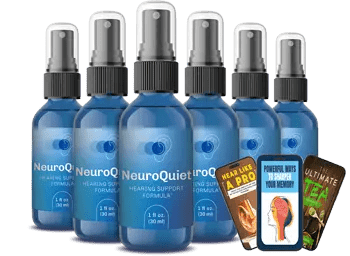 NeuroQuiet
HEARING SUPPORT
FORMULA
1 fl. oz
(30 ml)
HEAR LIKE
A PRO
POWERFUL WAYS
TO SHARPEN
YOUR MEMORY
ULTIMATE
TEA